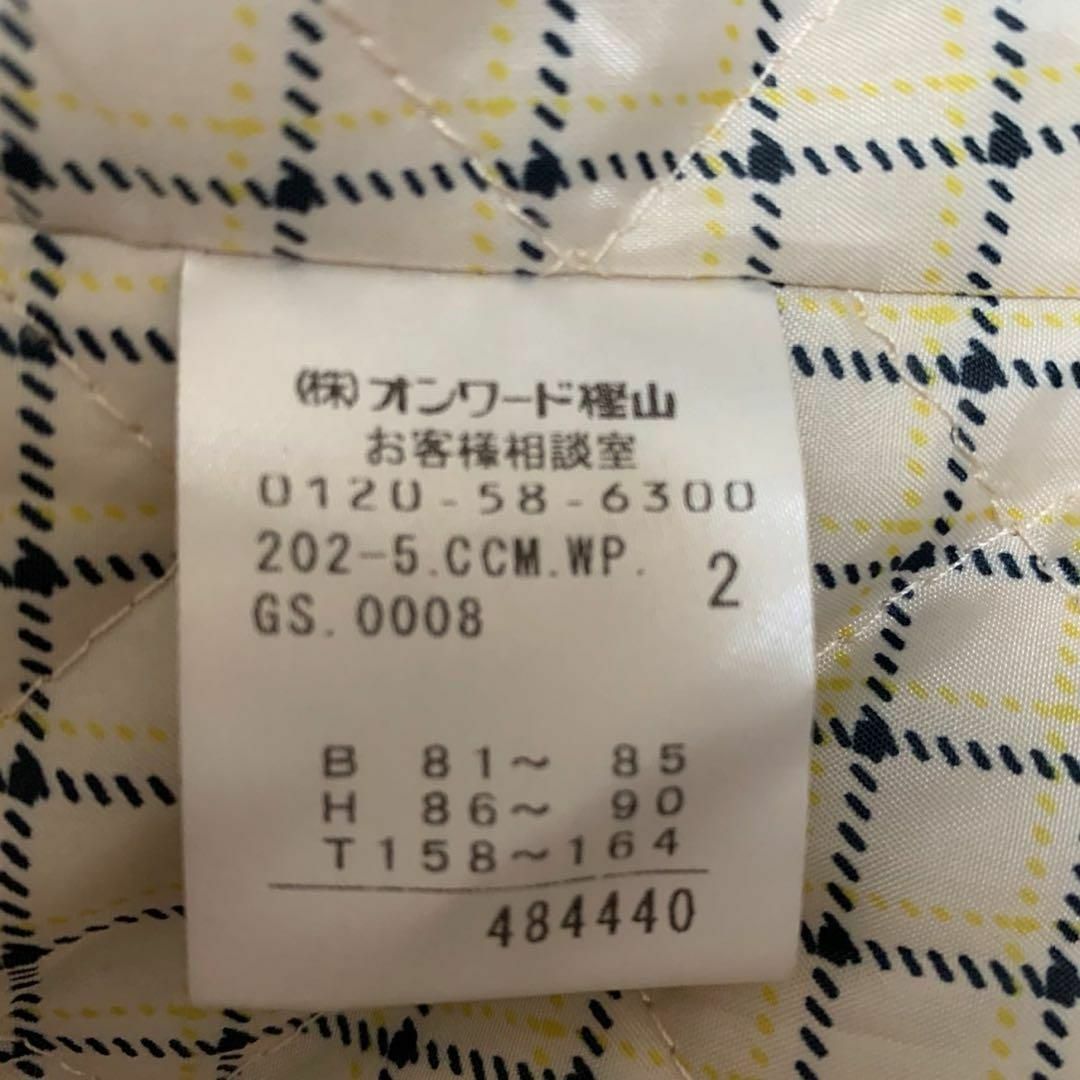 (株)オンワード樫山
お客様相談室
0120-58-6300
202-5.CCM.WP. 2
GS.0008
B 81~ 85
H 86~ 90
T158~164
484440